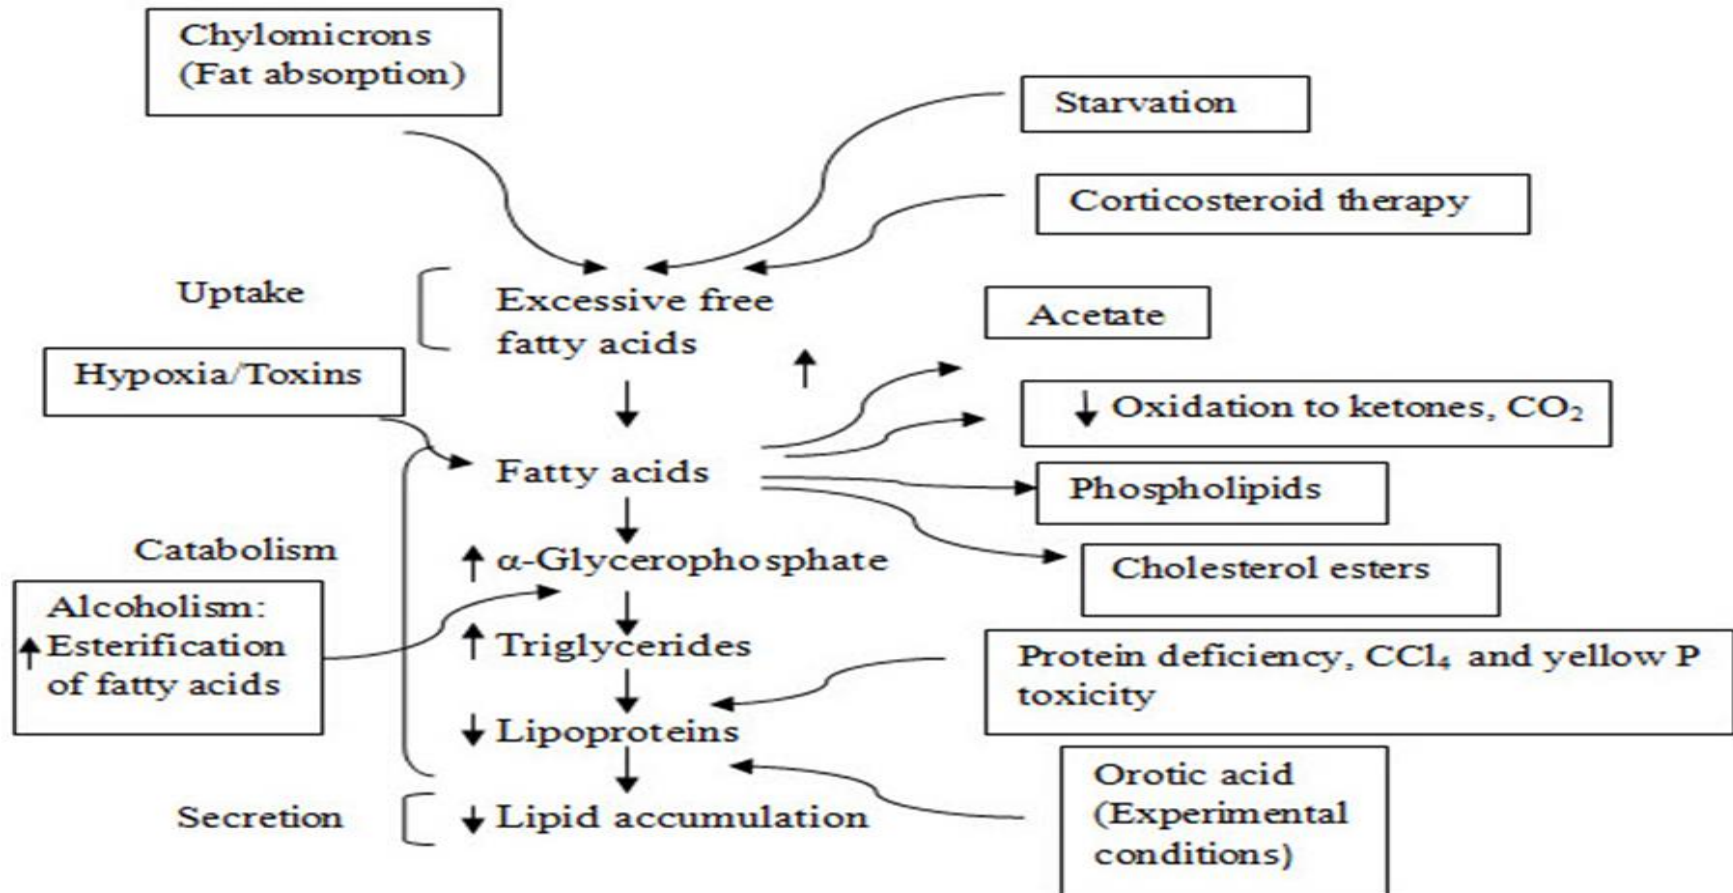 Chylomicrons
(Fat absorption)
Starvation
Corticosteroid therapy
Uptake
Excessive free
fatty acids
↑
Acetate
Hypoxia/Toxins
↓ Oxidation to ketones, CO₂
Fatty acids
Phospholipids
Catabolism
↑ α-Glycerophosphate
Cholesterol esters
Alcoholism:
↑ Esterification
of fatty acids
↑ Triglycerides
Protein deficiency, CCl₄ and yellow P
toxicity
↓ Lipoproteins
Orotic acid
(Experimental
conditions)
Secretion
↓ Lipid accumulation